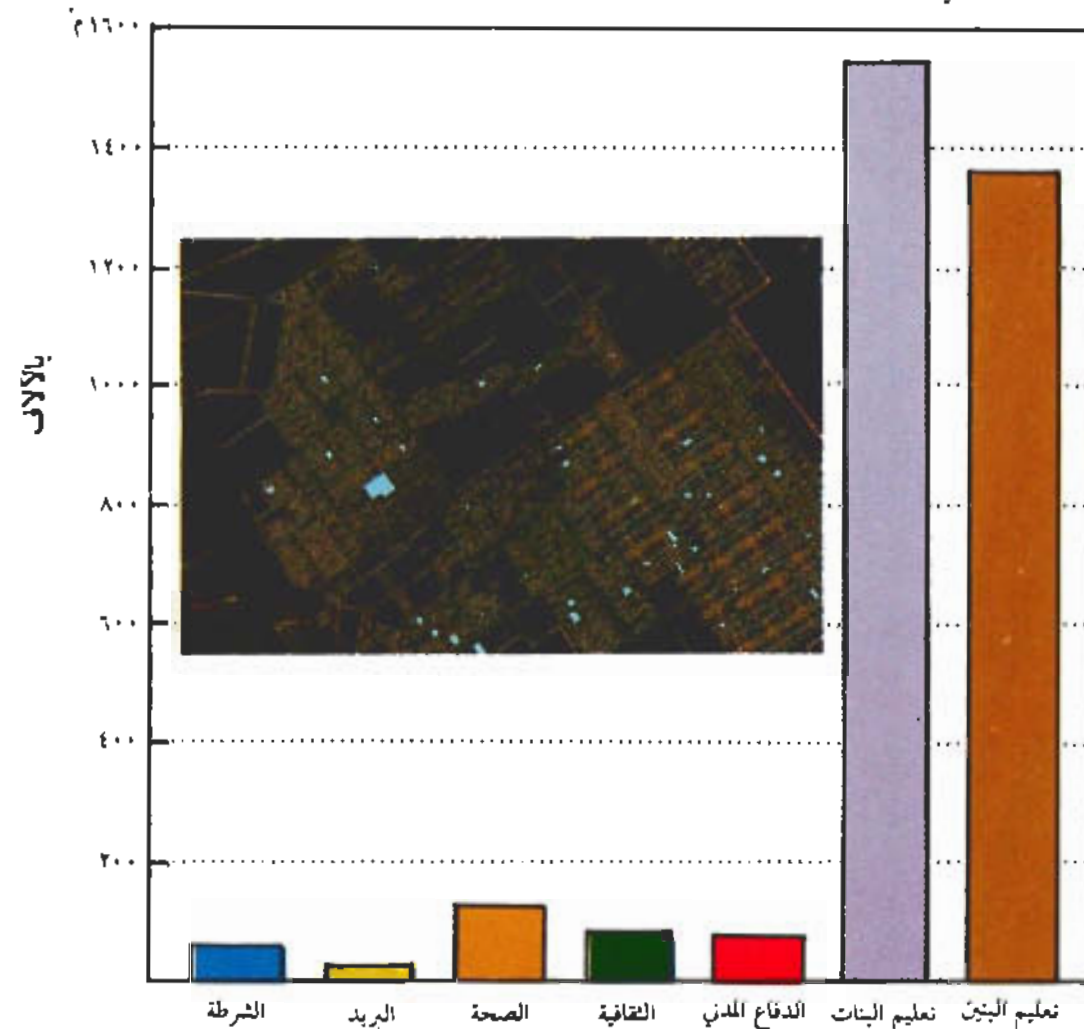 ١٦٠٠م
١٤٠٠
١٢٠٠
١٠٠٠
٨٠٠
٦٠٠
٤٠٠
٢٠٠
بالآلاف
تعليم البنين
تعليم البنات
الدفاع المدني
الثقافية
الصحة
البريد
الشرطة